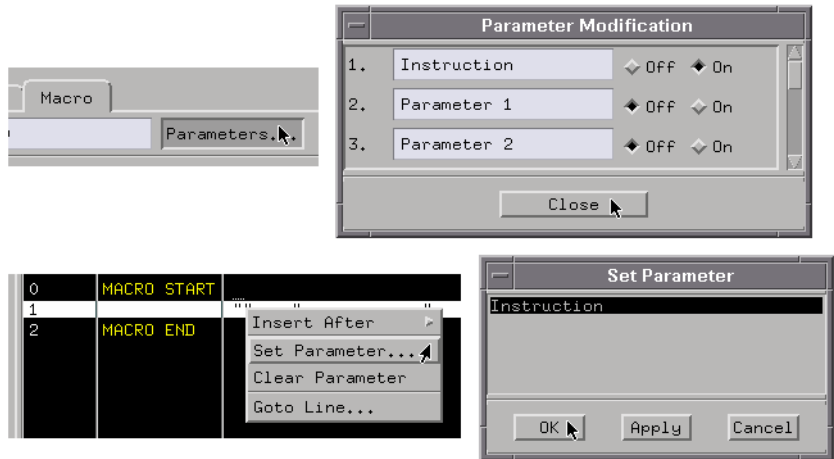 Macro
Parameters...
Parameter Modification
1. Instruction Off On
2. Parameter 1 Off On
3. Parameter 2 Off On
Close
0 MACRO START
1 "" " "
2 MACRO END
Insert After
Set Parameter...
Clear Parameter
Goto Line...
Set Parameter
Instruction
OK Apply Cancel